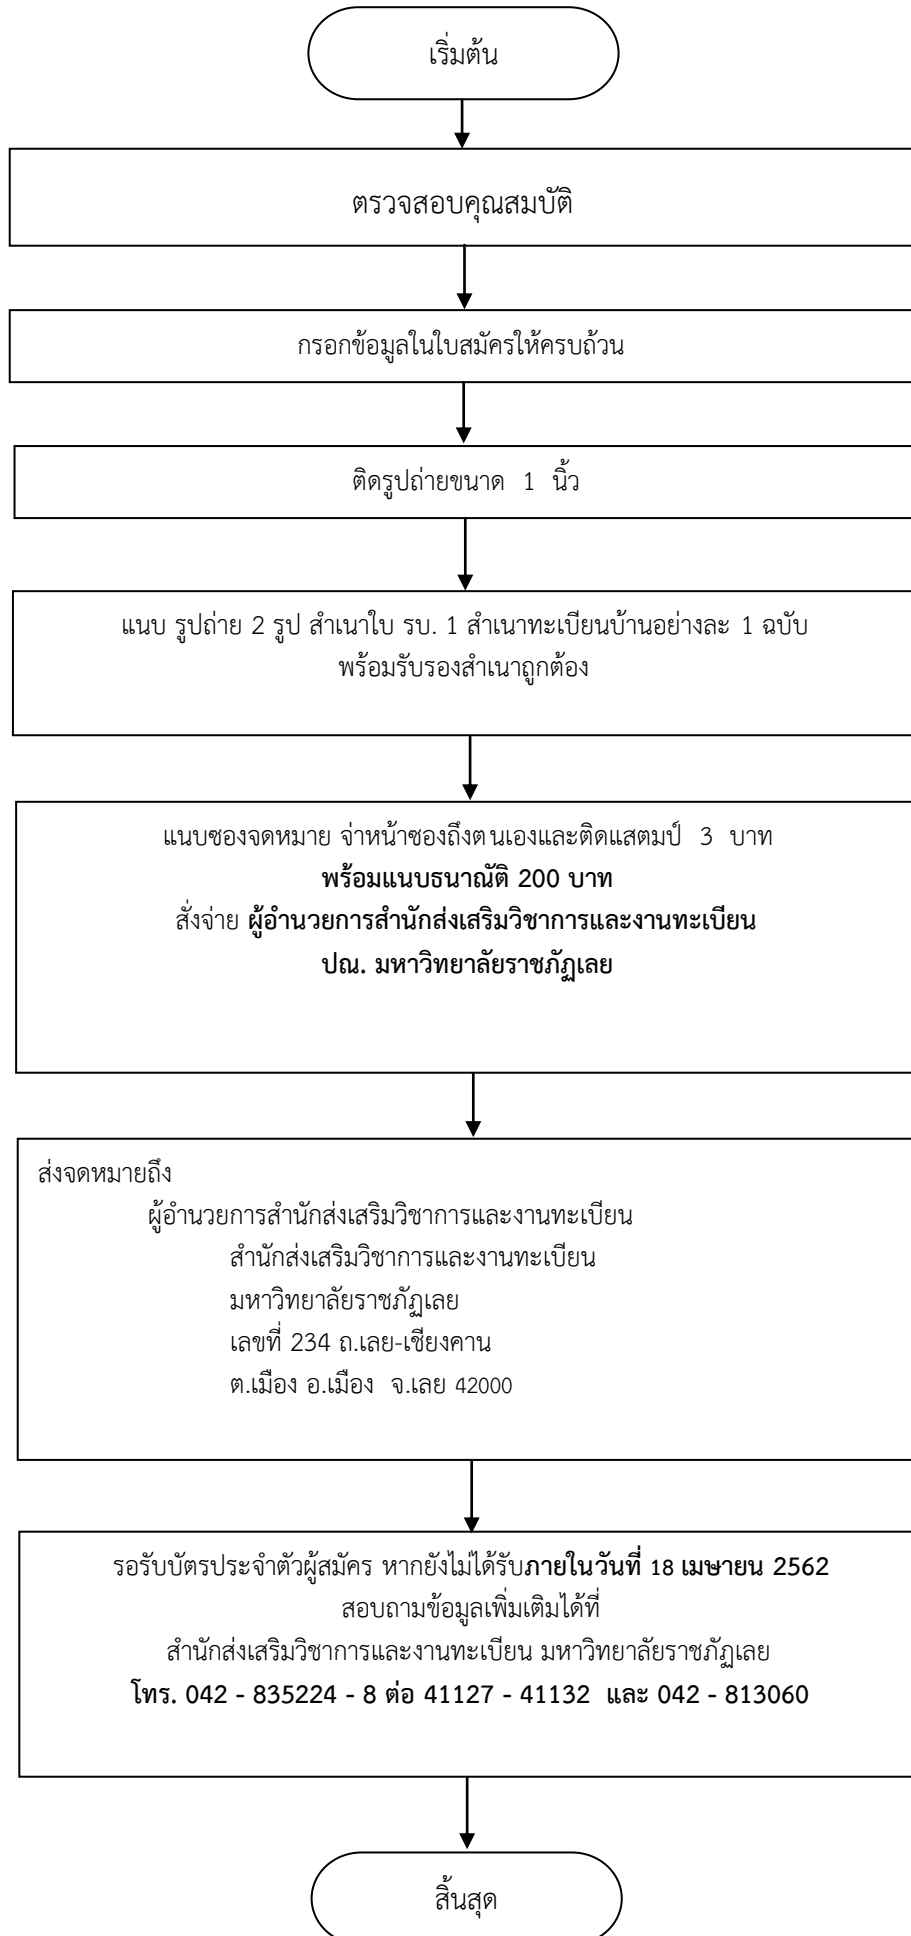 เริ่มต้น
ตรวจสอบคุณสมบัติ
กรอกข้อมูลในใบสมัครให้ครบถ้วน
ติดรูปถ่ายขนาด 1 นิ้ว
แนบ รูปถ่าย 2 รูป สำเนาใบ รบ. 1 สำเนาทะเบียนบ้านอย่างละ 1 ฉบับ
พร้อมรับรองสำเนาถูกต้อง
แนบซองจดหมาย จ่าหน้าซองถึงตนเองและติดแสตมป์ 3 บาท
พร้อมแนบธนาณัติ 200 บาท
สั่งจ่าย ผู้อำนวยการสำนักส่งเสริมวิชาการและงานทะเบียน
ปณ. มหาวิทยาลัยราชภัฏเลย
ส่งจดหมายถึง
ผู้อำนวยการสำนักส่งเสริมวิชาการและงานทะเบียน
สำนักส่งเสริมวิชาการและงานทะเบียน
มหาวิทยาลัยราชภัฏเลย
เลขที่ 234 ถ.เลย-เชียงคาน
ต.เมือง อ.เมือง จ.เลย 42000
รอรับบัตรประจำตัวผู้สมัคร หากยังไม่ได้รับภายในวันที่ 18 เมษายน 2562
สอบถามข้อมูลเพิ่มเติมได้ที่
สำนักส่งเสริมวิชาการและงานทะเบียน มหาวิทยาลัยราชภัฏเลย
โทร. 042 - 835224 - 8 ต่อ 41127 - 41132 และ 042 - 813060
สิ้นสุด